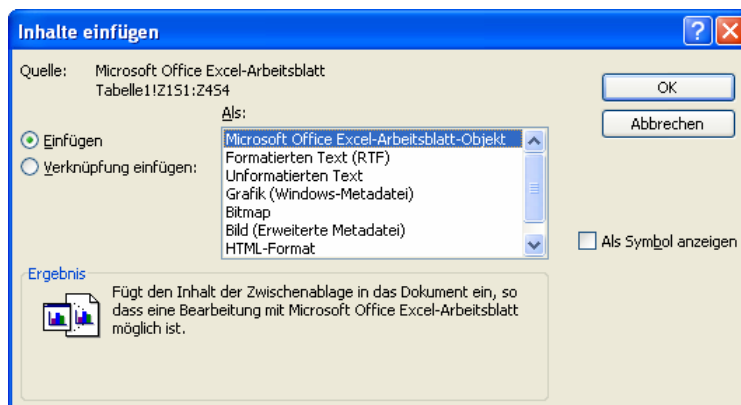 Inhalte einfügen
Quelle: Microsoft Office Excel-Arbeitsblatt
Tabelle1!Z1S1:Z4S4
Als:
OK
Abbrechen
Einfügen
Verknüpfung einfügen:
Microsoft Office Excel-Arbeitsblatt-Objekt
Formatierten Text (RTF)
Unformatierten Text
Grafik (Windows-Metadatei)
Bitmap
Bild (Erweiterte Metadatei)
HTML-Format
Als Symbol anzeigen
Ergebnis
Fügt den Inhalt der Zwischenablage in das Dokument ein, so
dass eine Bearbeitung mit Microsoft Office Excel-Arbeitsblatt
möglich ist.